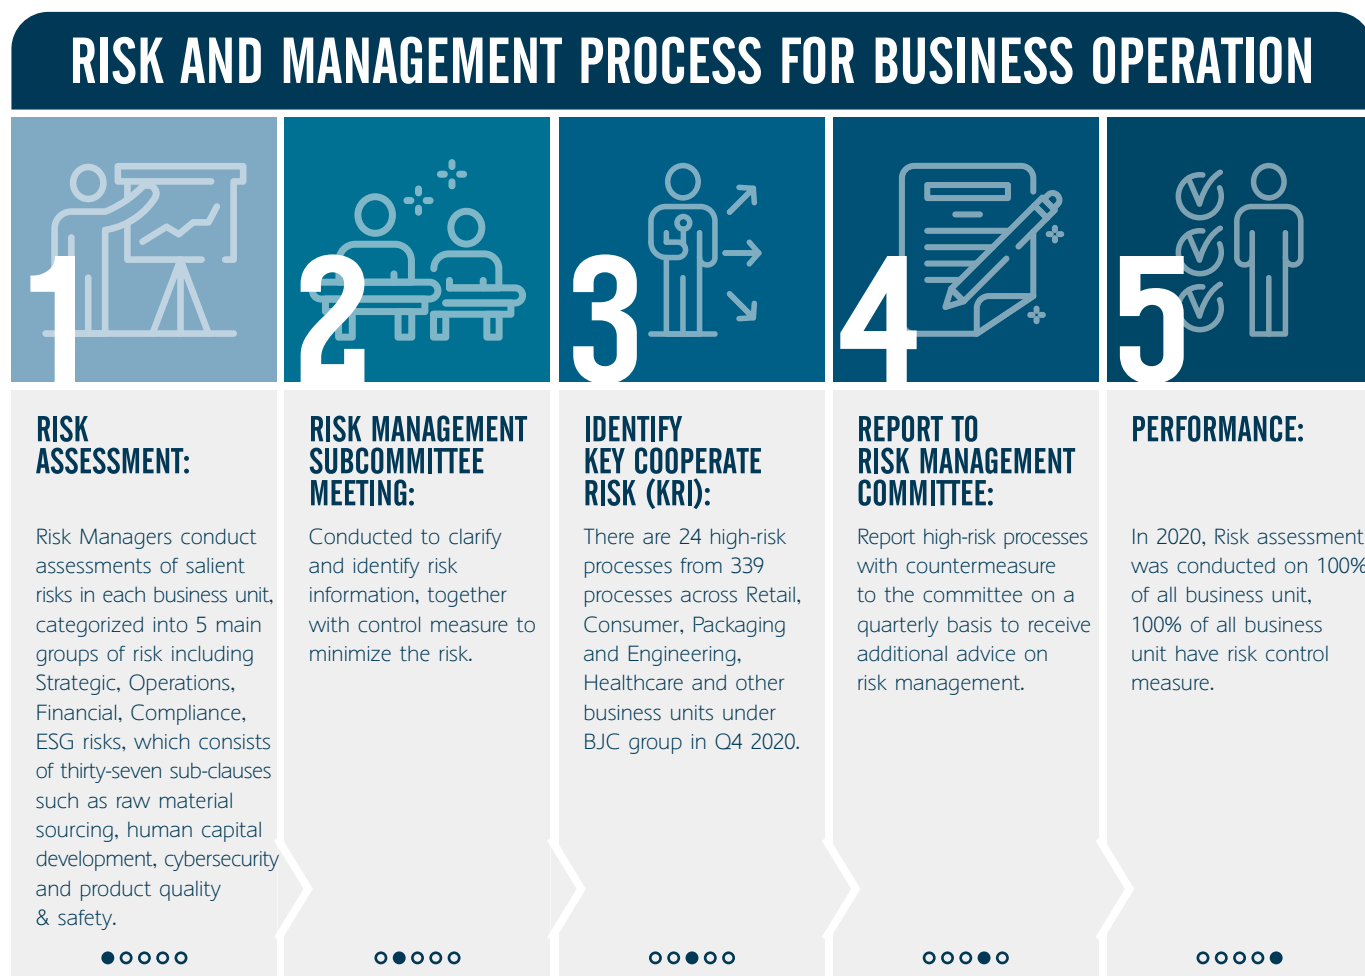 RISK AND MANAGEMENT PROCESS FOR BUSINESS OPERATION
1
RISK
ASSESSMENT:
Risk Managers conduct
assessments of salient
risks in each business unit,
categorized into 5 main
groups of risk including
Strategic, Operations,
Financial, Compliance,
ESG risks, which consists
of thirty-seven sub-clauses
such as raw material
sourcing, human capital
development, cybersecurity
and product quality
& safety.
2
RISK MANAGEMENT
SUBCOMMITTEE
MEETING:
Conducted to clarify
and identify risk
information, together
with control measure to
minimize the risk.
3
IDENTIFY
KEY COOPERATE
RISK (KRI):
There are 24 high-risk
processes from 339
processes across Retail,
Consumer, Packaging
and Engineering,
Healthcare and other
business units under
BJC group in Q4 2020.
4
REPORT TO
RISK MANAGEMENT
COMMITTEE:
Report high-risk processes
with countermeasure
to the committee on a
quarterly basis to receive
additional advice on
risk management.
5
PERFORMANCE:
In 2020, Risk assessment
was conducted on 100%
of all business unit,
100% of all business
unit have risk control
measure.